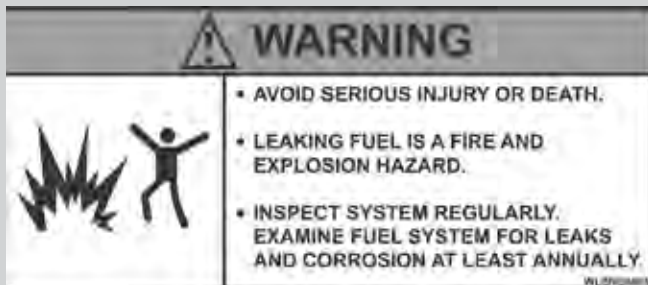 WARNING
• AVOID SERIOUS INJURY OR DEATH.
• LEAKING FUEL IS A FIRE AND
EXPLOSION HAZARD.
• INSPECT SYSTEM REGULARLY.
EXAMINE FUEL SYSTEM FOR LEAKS
AND CORROSION AT LEAST ANNUALLY.